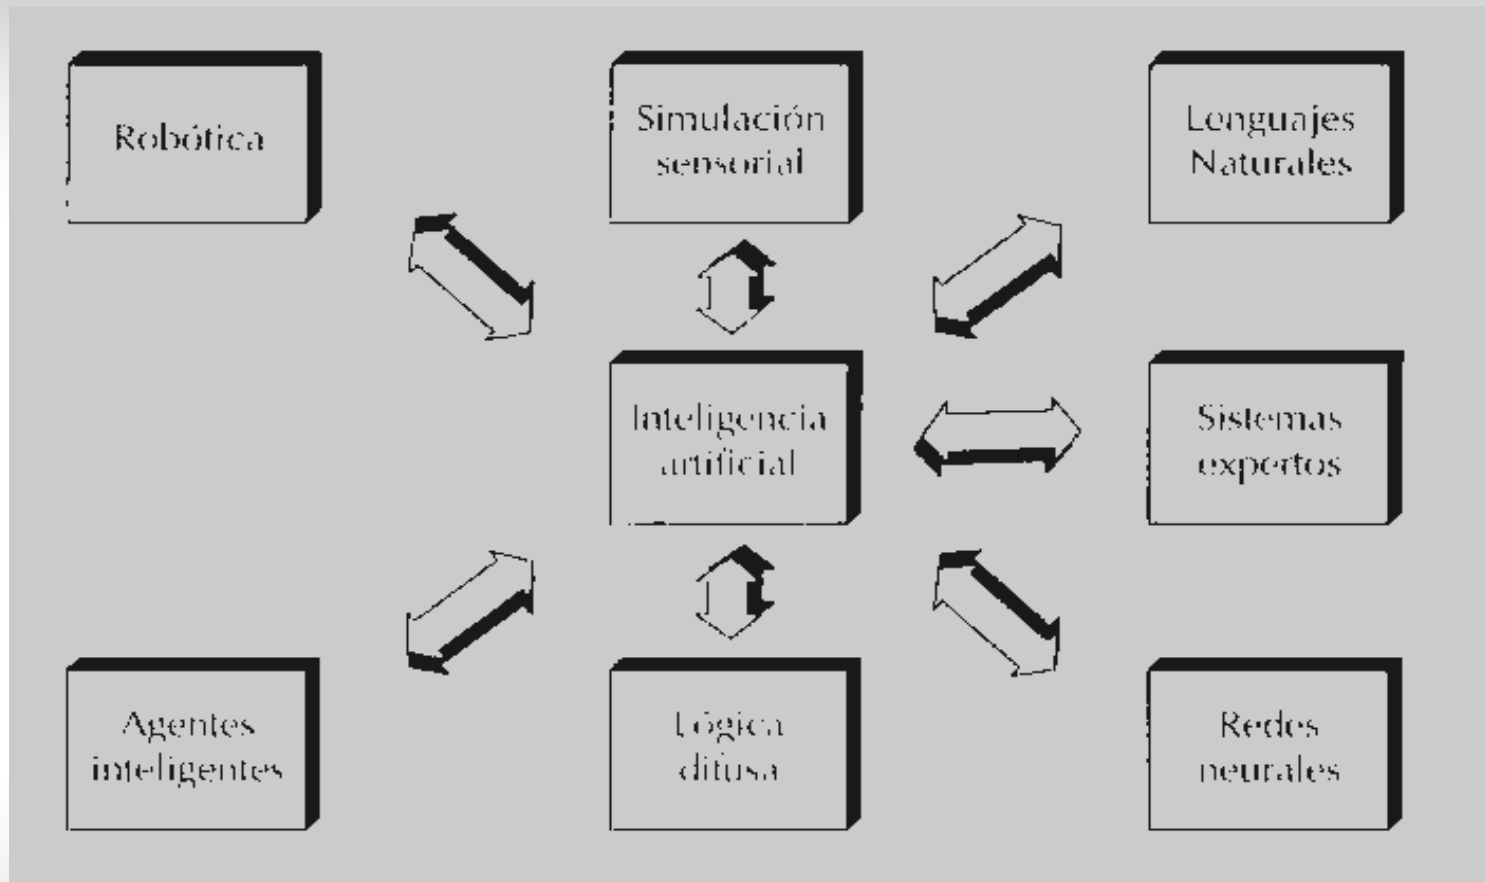 Robótica
Simulación
sensorial
Lenguajes
Naturales
Inteligencia
artificial
Sistemas
expertos
Agentes
inteligentes
Lógica
difusa
Redes
neurales